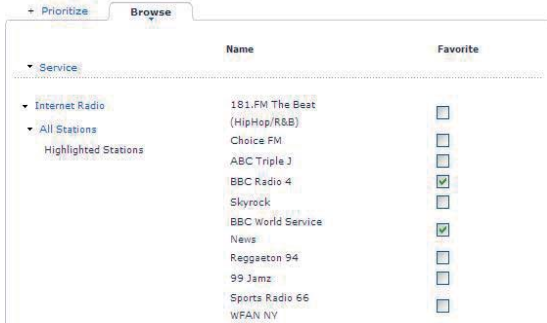 + Prioritize Browse
Name Favorite
Service
Internet Radio
All Stations
Highlighted Stations
181.FM The Beat
(HipHop/R&B)
Choice FM
ABC Triple J
BBC Radio 4
Skyrock
BBC World Service
News
Reggaeton 94
99 Jamz
Sports Radio 66
WFAN NY